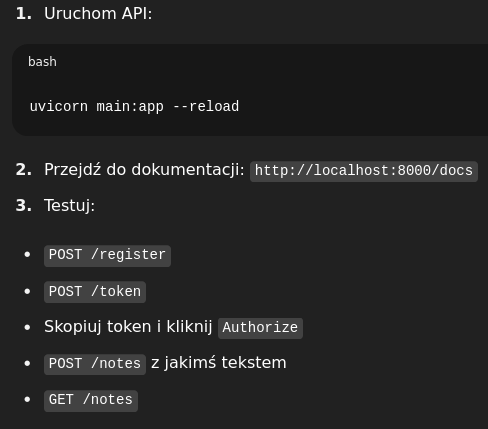 1. Uruchom API:
bash
uvicorn main:app --reload
2. Przejdź do dokumentacji: http://localhost:8000/docs
3. Testuj:
• POST /register
• POST /token
• Skopiuj token i kliknij Authorize
• POST /notes z jakimś tekstem
• GET /notes